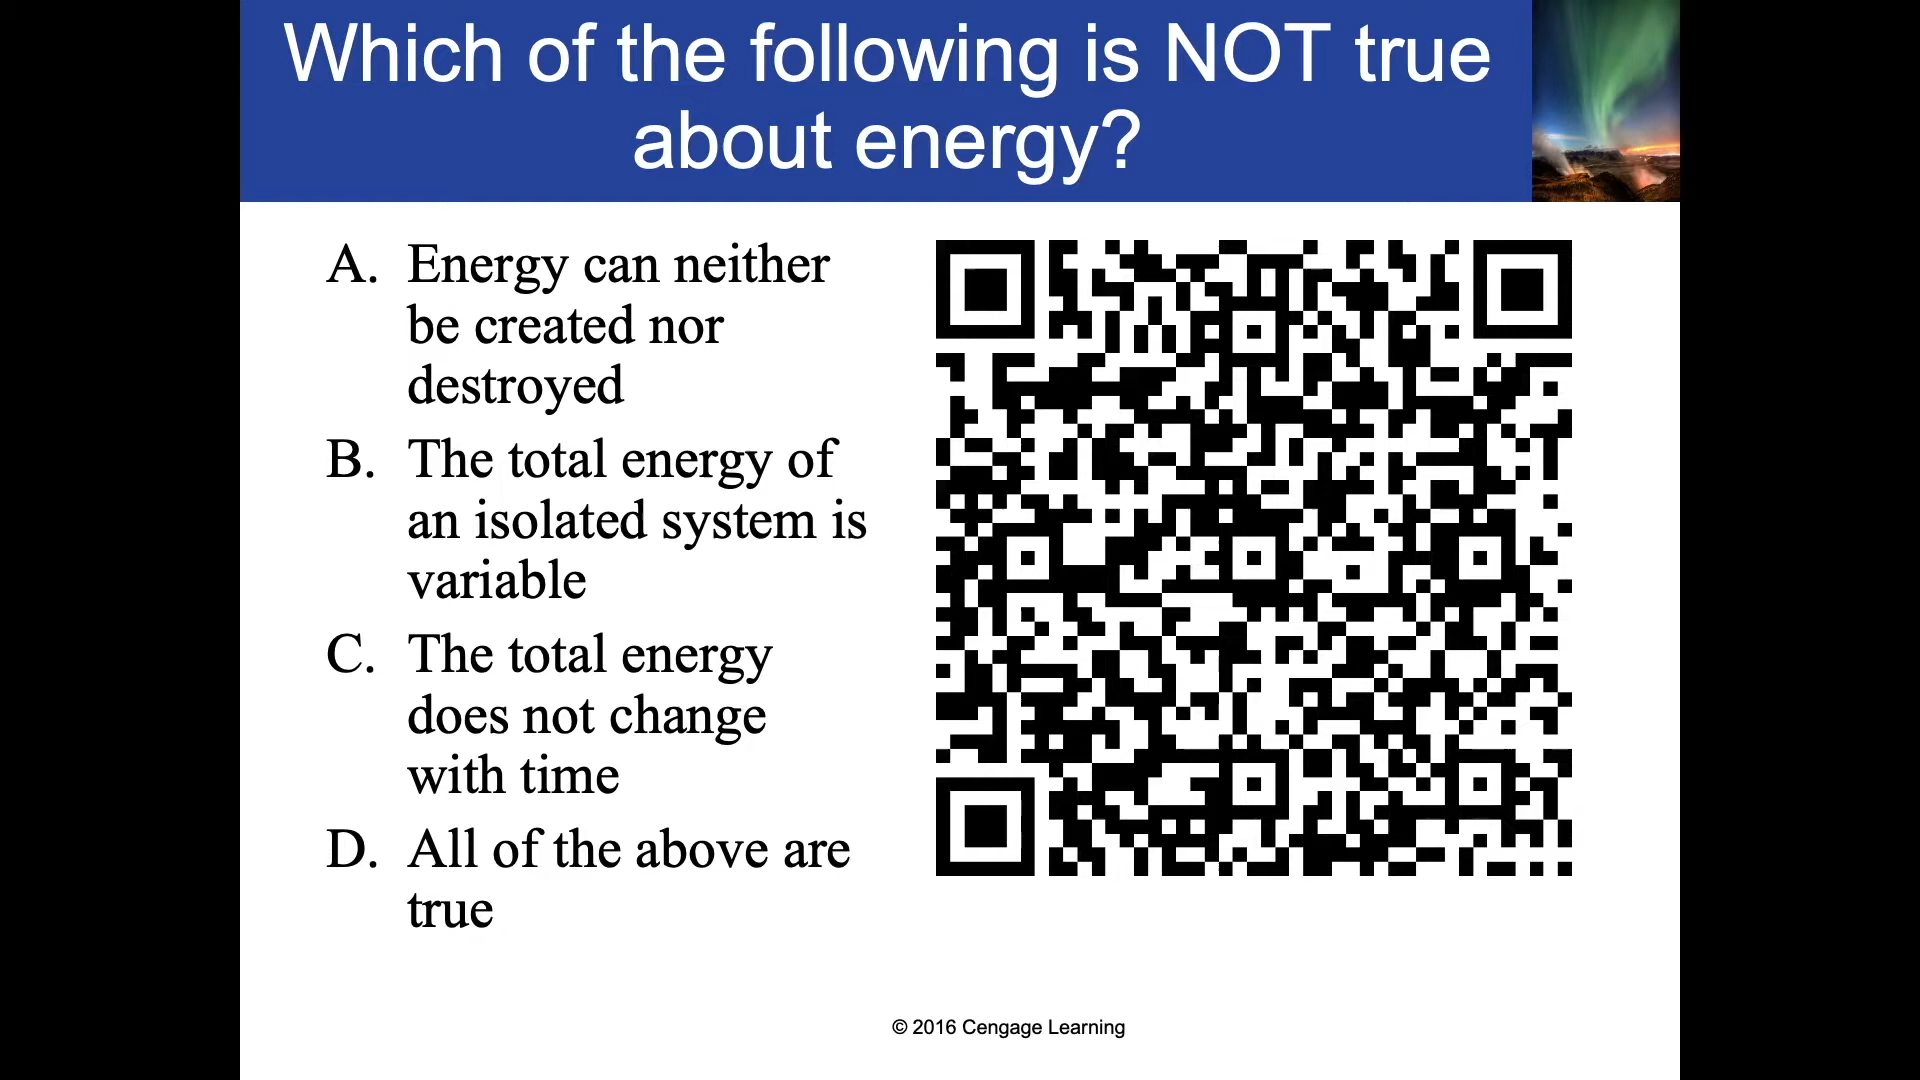 Which of the following is NOT true
about energy?
A. Energy can neither
be created nor
destroyed
B. The total energy of
an isolated system is
variable
C. The total energy
does not change
with time
D. All of the above are
true
© 2016 Cengage Learning